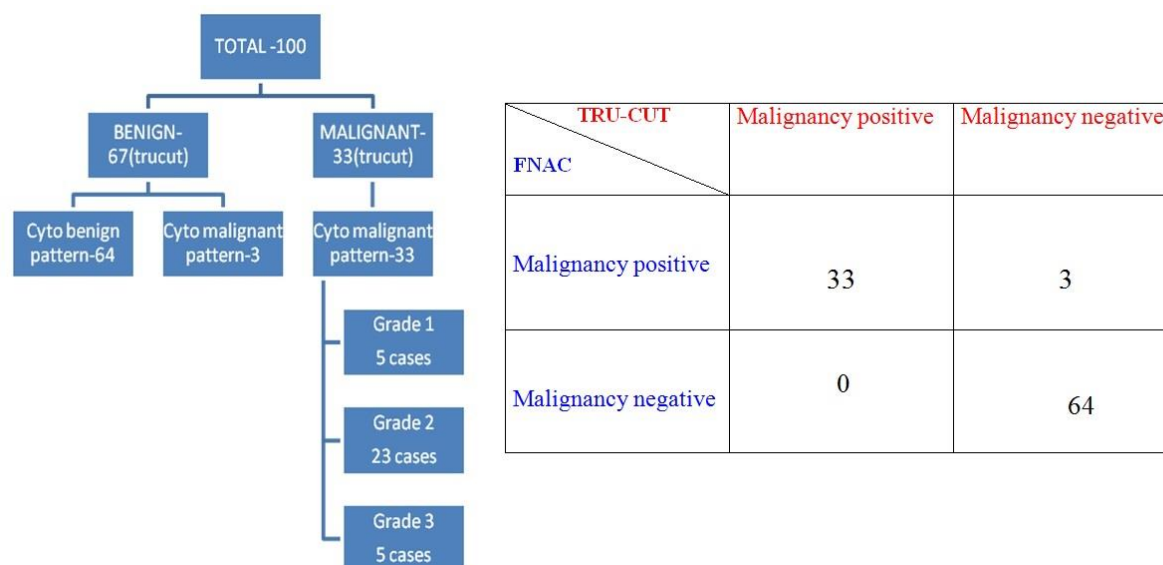 TOTAL -100
BENIGN-
67(trucut)
MALIGNANT-
33(trucut)
Cyto benign
pattern-64
Cyto malignant
pattern-3
Cyto malignant
pattern-33
Grade 1
5 cases
Grade 2
23 cases
Grade 3
5 cases
TRU-CUT
FNAC
Malignancy positive
Malignancy negative
Malignancy positive
33
3
Malignancy negative
0
64